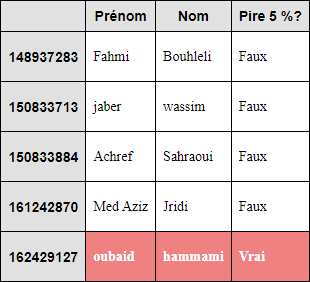 Prénom Nom Pire 5 %?
148937283 Fahmi Bouhleli Faux
150833713 jaber wassim Faux
150833884 Achref Sahraoui Faux
161242870 Med Aziz Jridi Faux
162429127 oubaid hammami Vrai